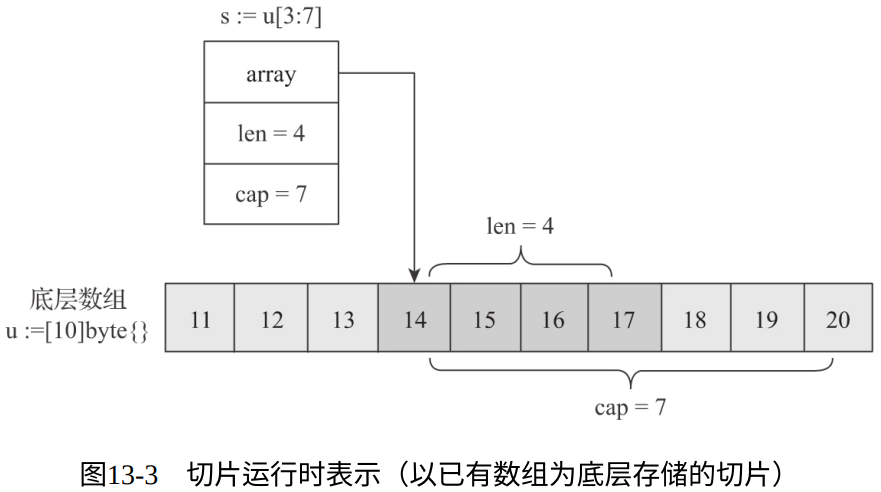 s := u[3:7]
array
len = 4
cap = 7
len = 4
底层数组
u :=[10]byte{}
11 12 13 14 15 16 17 18 19 20
cap = 7
图13-3 切片运行时表示（以已有数组为底层存储的切片）